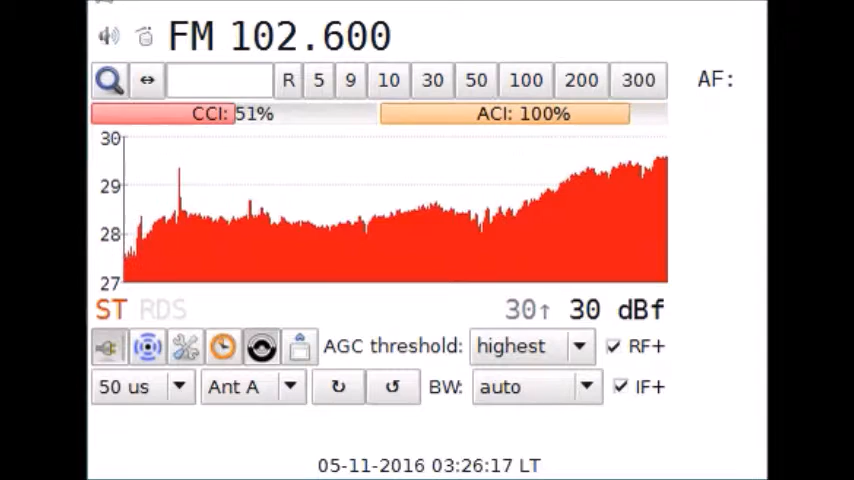 FM 102.600
R 5 9 10 30 50 100 200 300 AF:
CCI: 51% ACI: 100%
30
29
28
27
ST RDS 30↑ 30 dBf
AGC threshold: highest RF+
50 us Ant A ↻ ↺ BW: auto IF+
05-11-2016 03:26:17 LT